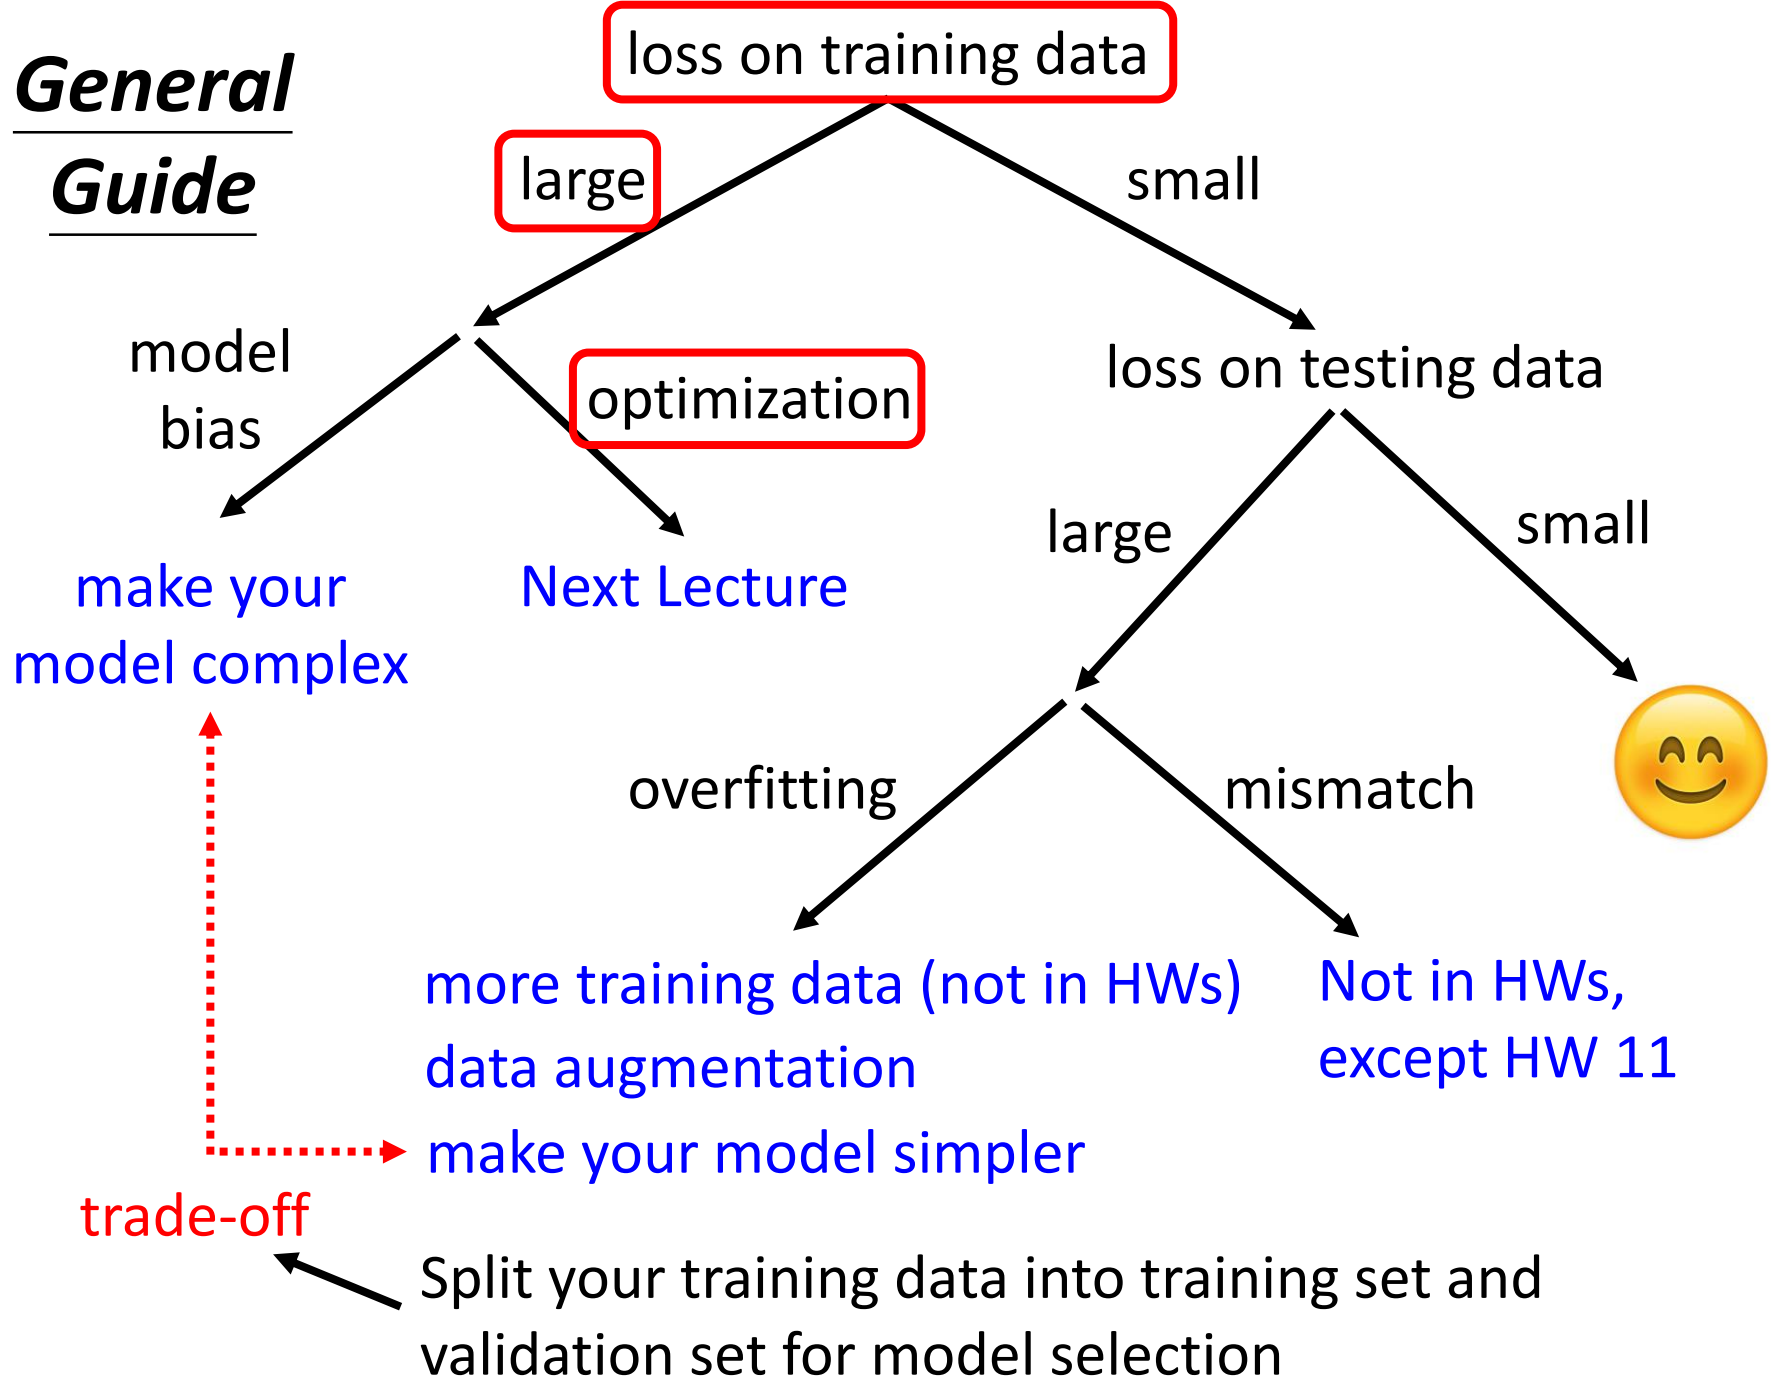 General
Guide
loss on training data
large
small
model
bias
optimization
loss on testing data
make your
model complex
Next Lecture
large
small
overfitting
mismatch
more training data (not in HWs)
data augmentation
make your model simpler
Not in HWs,
except HW 11
trade-off
Split your training data into training set and
validation set for model selection